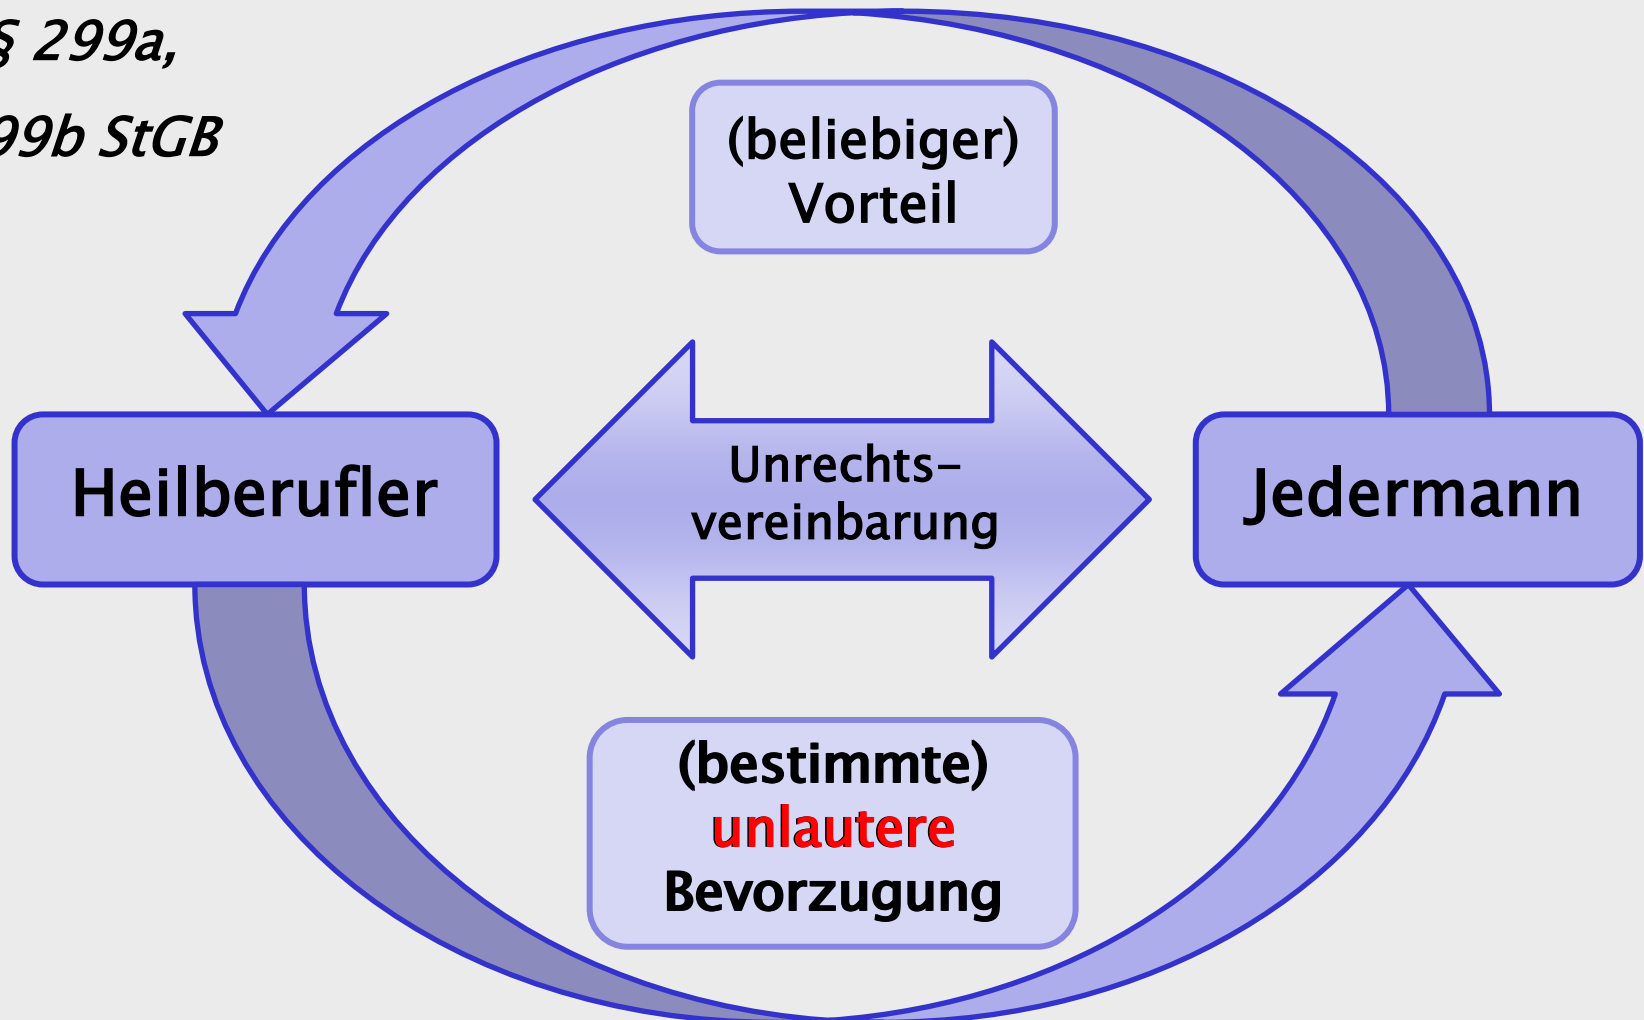 § 299a,
99b StGB
(beliebiger)
Vorteil
Heilberufler
Unrechts-
vereinbarung
Jedermann
(bestimmte)
unlautere
Bevorzugung